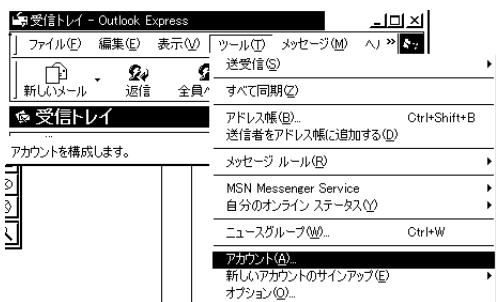 受信トレイ - Outlook Express
ファイル(F) 編集(E) 表示(V) ツール(T) メッセージ(M) ヘ »
送受信(S)
新しいメール 返信 全員へ
すべて同期(Z)
受信トレイ
アドレス帳(B)... Ctrl+Shift+B
送信者をアドレス帳に追加する(D)
アカウントを構成します。
メッセージ ルール(R)
MSN Messenger Service
自分のオンライン ステータス(Y)
ニュースグループ(W)... Ctrl+W
アカウント(A)...
新しいアカウントのサインアップ(E)
オプション(O)...